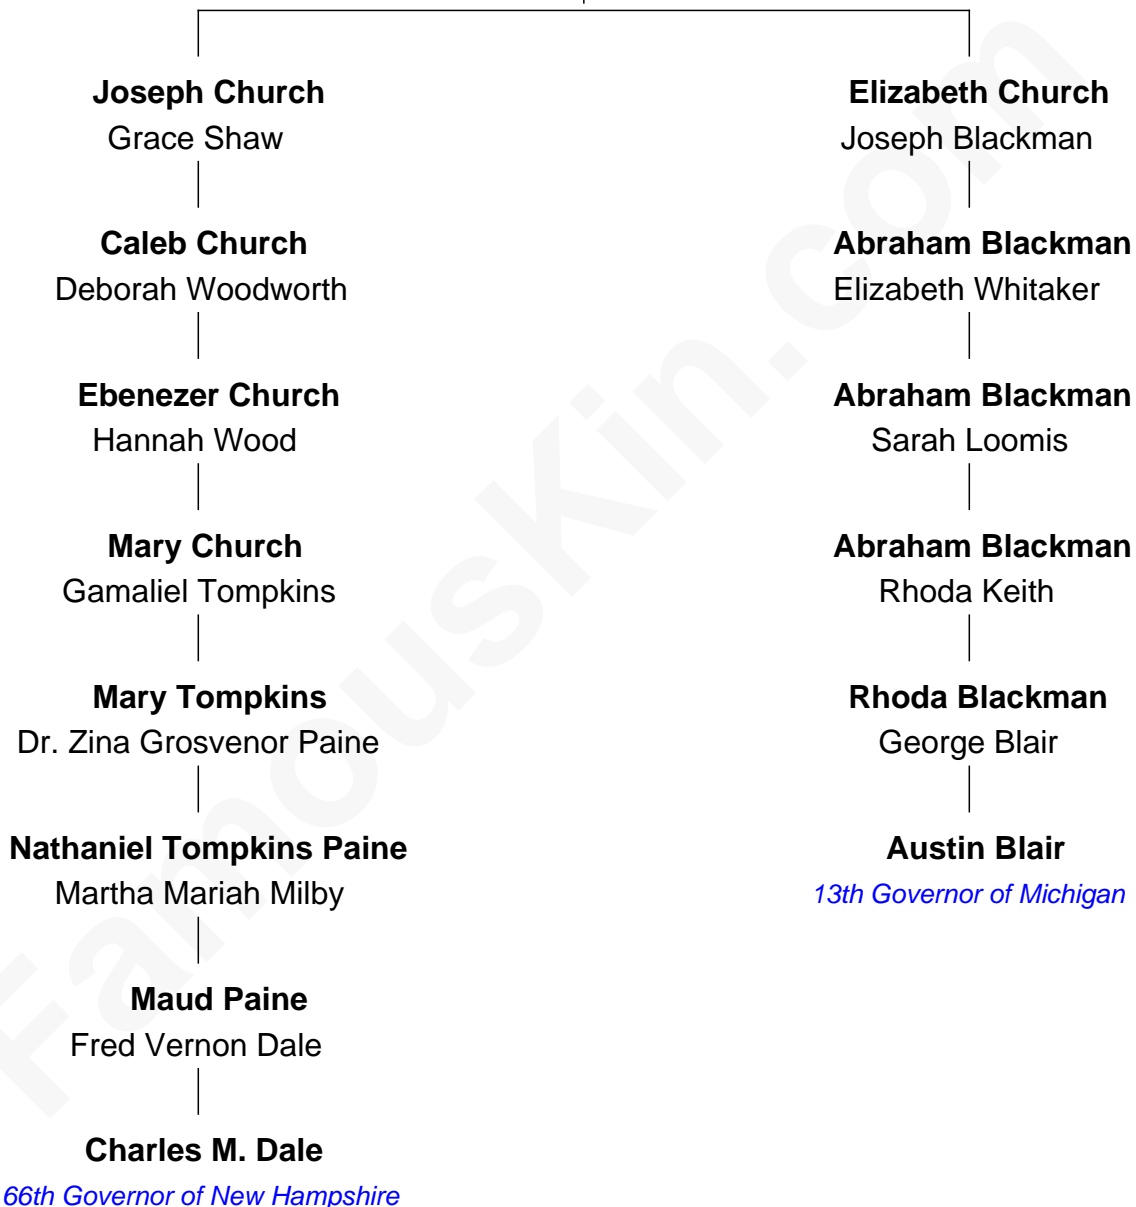 Joseph Church
Grace Shaw
Caleb Church
Deborah Woodworth
Ebenezer Church
Hannah Wood
Mary Church
Gamaliel Tompkins
Mary Tompkins
Dr. Zina Grosvenor Paine
Nathaniel Tompkins Paine
Martha Mariah Milby
Maud Paine
Fred Vernon Dale
Charles M. Dale
66th Governor of New Hampshire
Elizabeth Church
Joseph Blackman
Abraham Blackman
Elizabeth Whitaker
Abraham Blackman
Sarah Loomis
Abraham Blackman
Rhoda Keith
Rhoda Blackman
George Blair
Austin Blair
13th Governor of Michigan
FamousKin.com